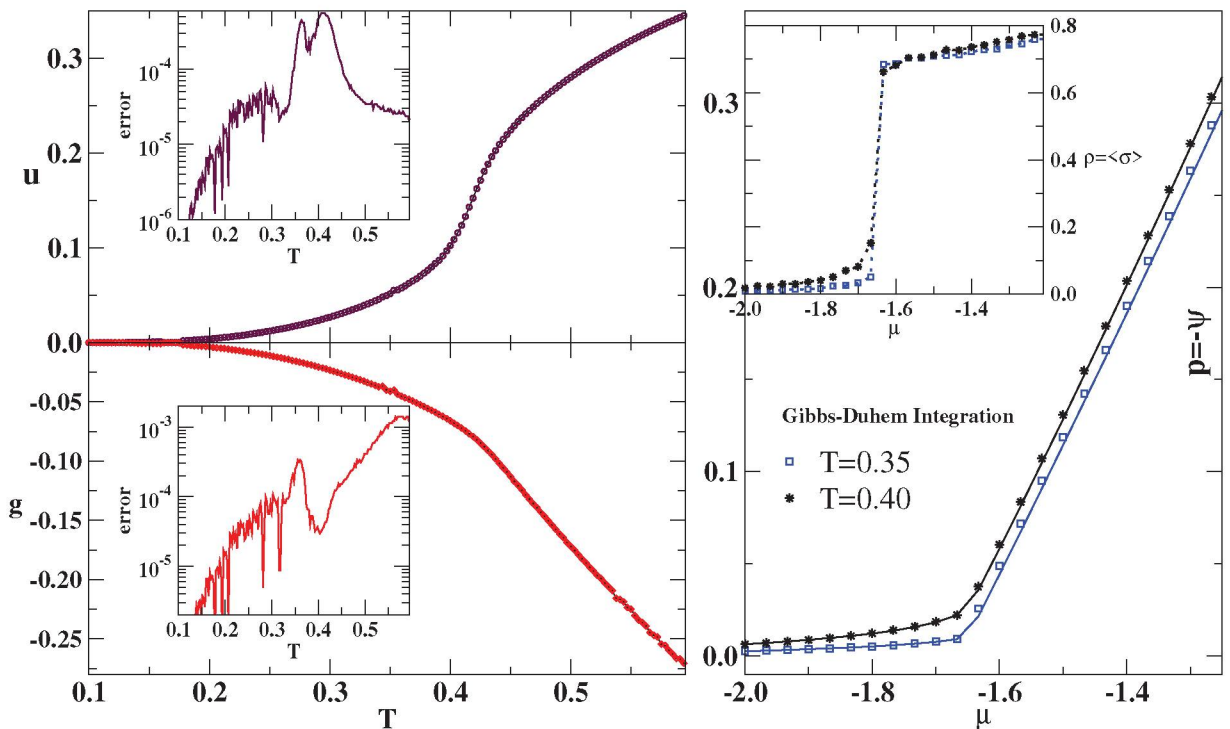 0.3
0.2
u
0.1
0.0
-0.05
-0.10
g
-0.15
-0.20
-0.25
0.1 0.2 0.3 0.4 0.5
T
10^-4
error
10^-5
10^-6
0.1 0.2 0.3 0.4 0.5
T
10^-3
error
10^-4
10^-5
0.1 0.2 0.3 0.4 0.5
T
0.3
0.2
0.1
0.0
-2.0 -1.8 -1.6 -1.4
μ
p=-ψ
0.8
0.6
0.4
ρ=<σ>
0.2
0.0
-2.0 -1.8 -1.6 -1.4
μ
Gibbs-Duhem Integration
T=0.35
T=0.40